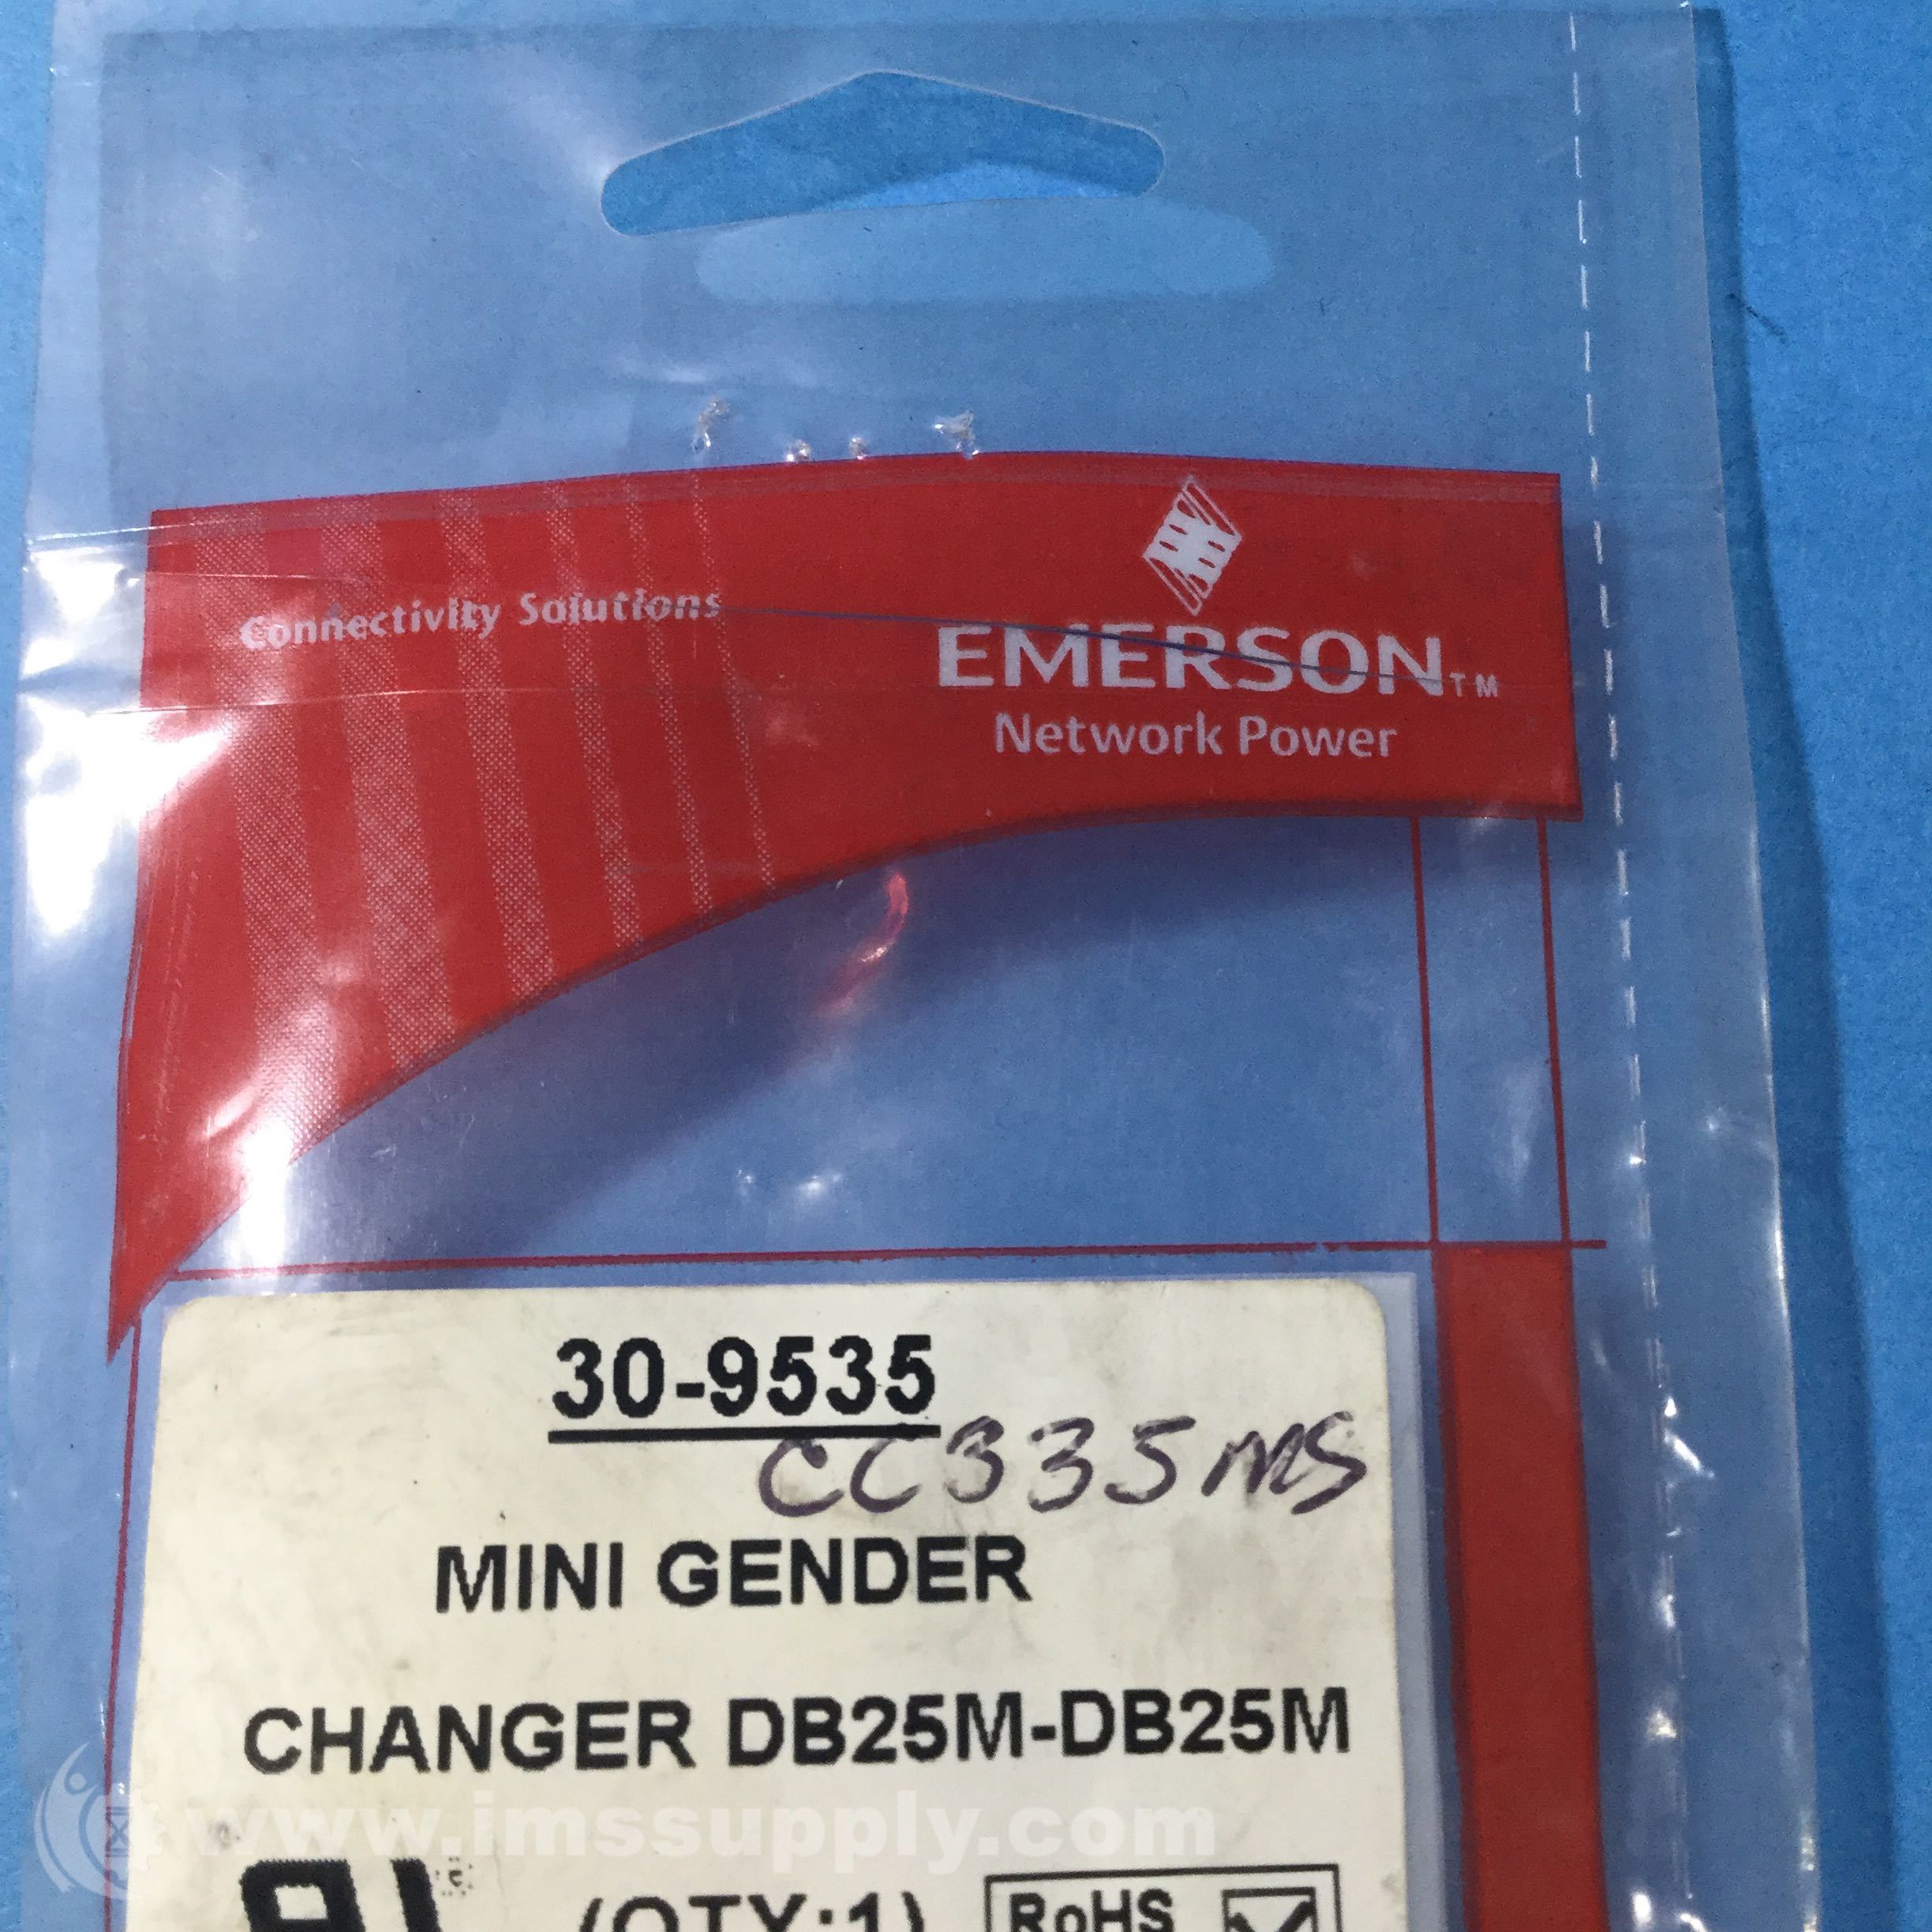 Connectivity Solutions
EMERSON™
Network Power
30-9535
CC335MS
MINI GENDER
CHANGER DB25M-DB25M
www.imssupply.com
(QTY:1)
RoHS